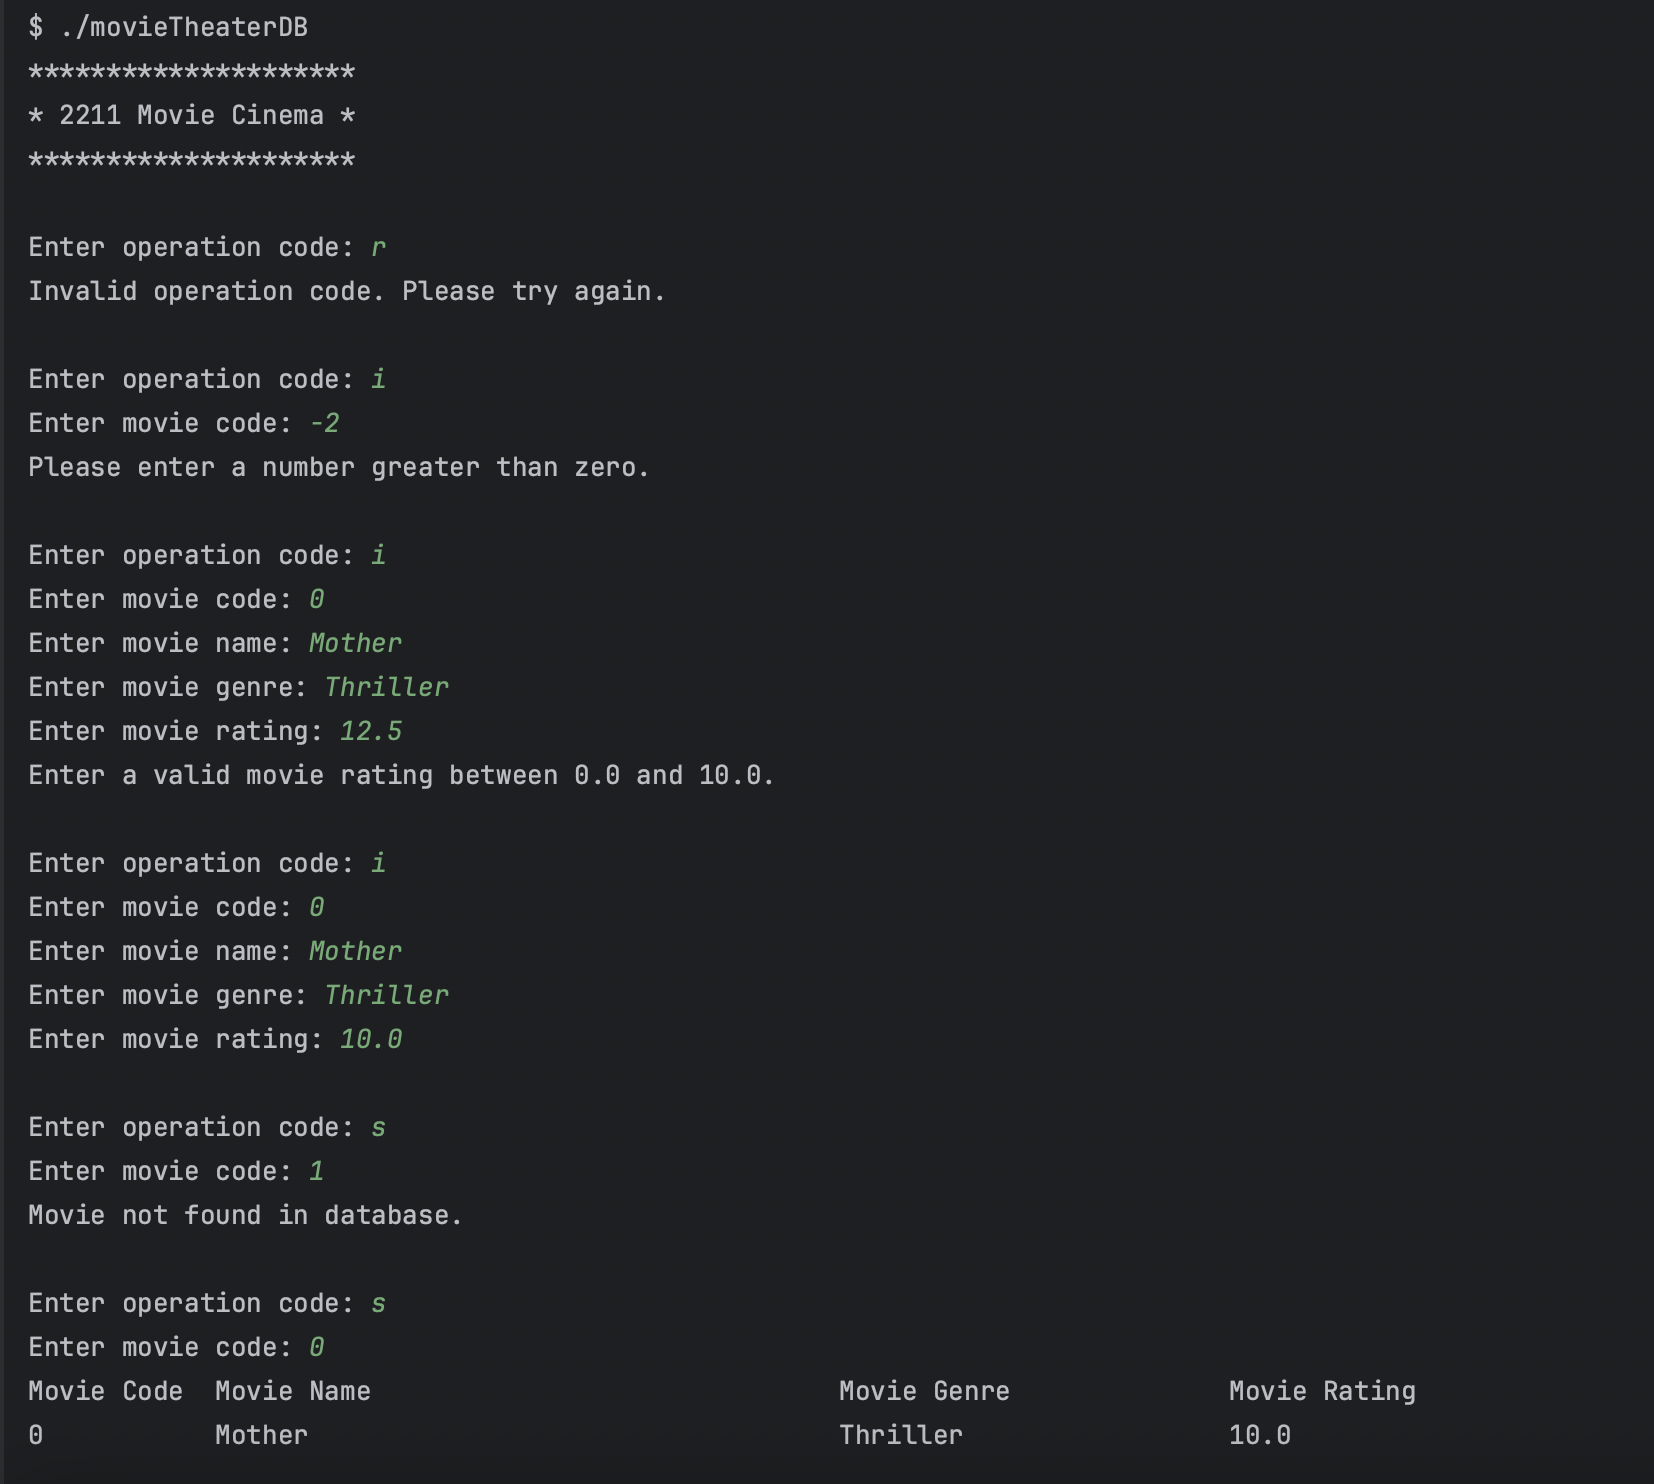 $ ./movieTheaterDB
*********************
* 2211 Movie Cinema *
*********************
Enter operation code: r
Invalid operation code. Please try again.
Enter operation code: i
Enter movie code: -2
Please enter a number greater than zero.
Enter operation code: i
Enter movie code: 0
Enter movie name: Mother
Enter movie genre: Thriller
Enter movie rating: 12.5
Enter a valid movie rating between 0.0 and 10.0.
Enter operation code: i
Enter movie code: 0
Enter movie name: Mother
Enter movie genre: Thriller
Enter movie rating: 10.0
Enter operation code: s
Enter movie code: 1
Movie not found in database.
Enter operation code: s
Enter movie code: 0
Movie Code  Movie Name                              Movie Genre              Movie Rating
0           Mother                                  Thriller                 10.0